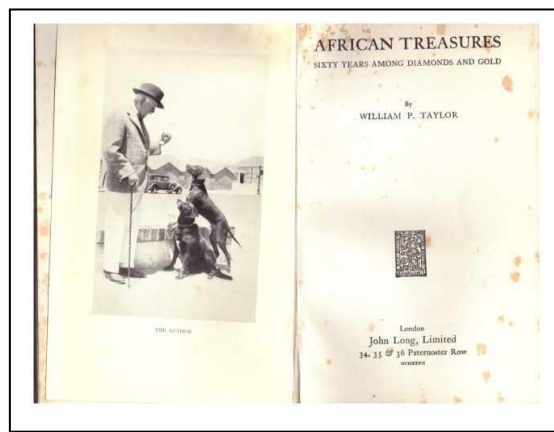 THE AUTHOR
AFRICAN TREASURES
SIXTY YEARS AMONG DIAMONDS AND GOLD
By
WILLIAM P. TAYLOR
London
John Long, Limited
34, 35 & 36 Paternoster Row